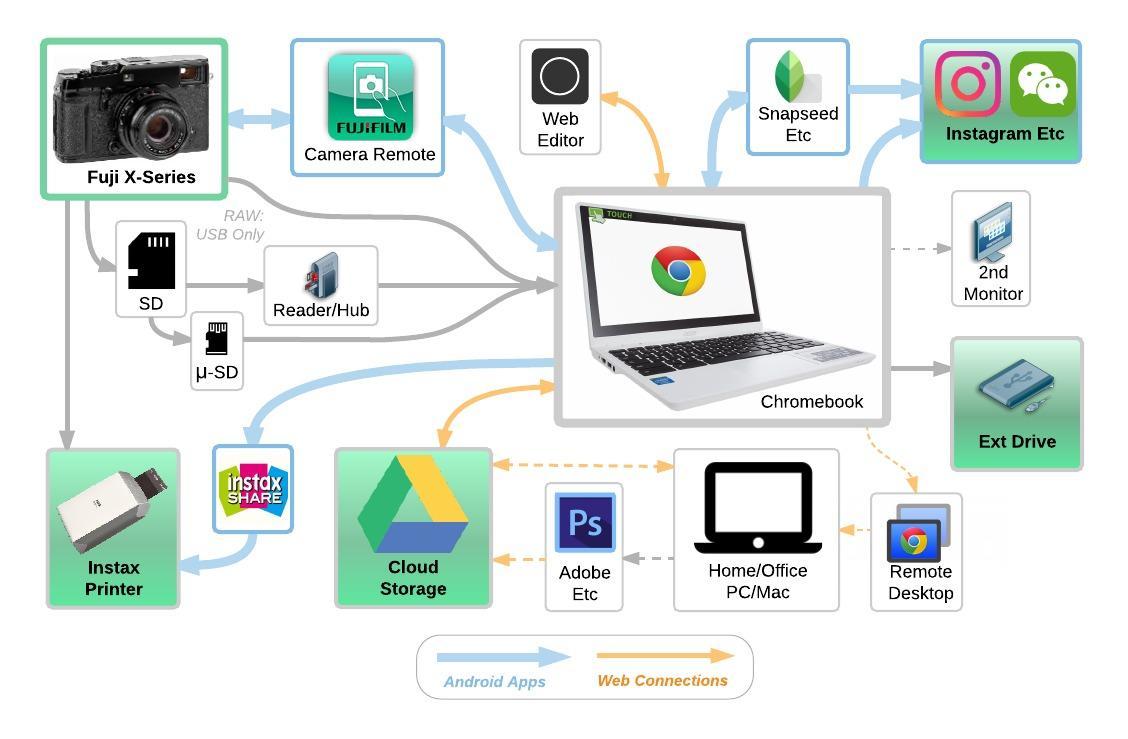 FUJIFILM
Camera Remote
Fuji X-Series
Web
Editor
Snapseed
Etc
Instagram Etc
RAW:
USB Only
SD
Reader/Hub
μ-SD
TOUCH
Chromebook
2nd
Monitor
Ext Drive
instax
SHARE
Instax
Printer
Cloud
Storage
Ps
Adobe
Etc
Home/Office
PC/Mac
Remote
Desktop
Android Apps
Web Connections